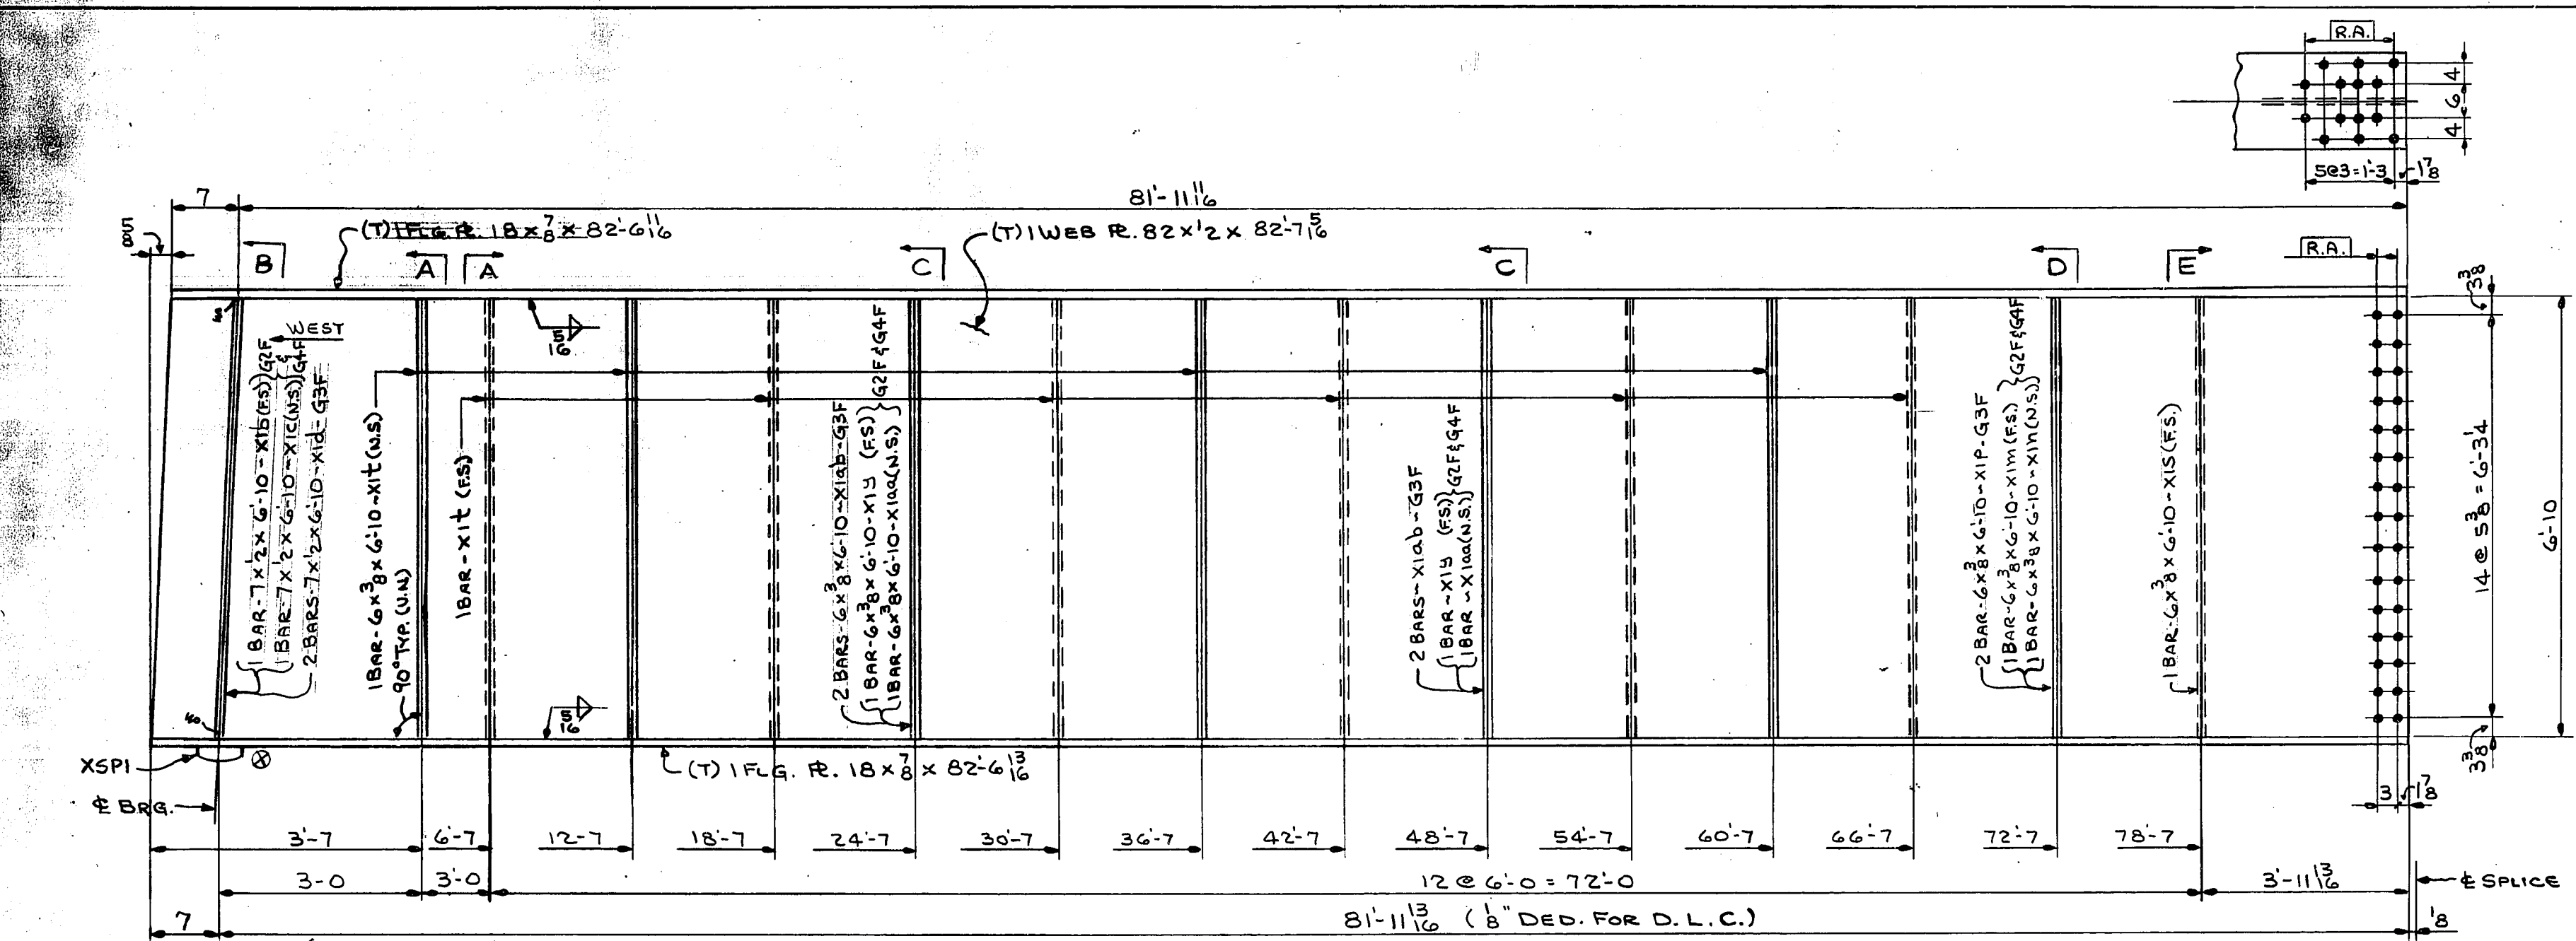 R.A.
4
6
4
5@3=1'-3
1 7/8
7
81'-11 11/16
(T) 1 FLG. PL. 18 x 7/8 x 82'-6 11/16
(T) 1 WEB PL. 82 x 1/2 x 82'-7 5/16
B
A
A
C
C
D
E
R.A.
3 3/8
WEST
5/16
1 BAR-7 x 1/2 x 6'-10-X1b (F.S.)
1 BAR-7 x 1/2 x 6'-10-X1c (N.S.)
G2F & G4F
2 BARS-7 x 1/2 x 6'-10-X1d-G3F
1 BAR-6 x 3/8 x 6'-10-X1t (N.S.)
90° TYP. (U.N.)
1 BAR-X1t (F.S.)
2 BARS-6 x 3/8 x 6'-10-X1ab-G3F
1 BAR-6 x 3/8 x 6'-10-X1y (F.S.)
1 BAR-6 x 3/8 x 6'-10-X1aa (N.S.)
G2F & G4F
2 BARS-X1ab-G3F
1 BAR-X1y (F.S.)
1 BAR-X1aa (N.S.)
G2F & G4F
2 BAR-6 x 3/8 x 6'-10-X1p-G3F
1 BAR-6 x 3/8 x 6'-10-X1m (F.S.)
1 BAR-6 x 3/8 x 6'-10-X1n (N.S.)
G2F & G4F
1 BAR-6 x 3/8 x 6'-10-X1s (F.S.)
14 @ 5 3/8 = 6'-3 1/4
6'-10
5/16
3 3/8
XSP1
(T) 1 FLG. PL. 18 x 7/8 x 82'-6 13/16
℄ BRG.
3
1 7/8
3'-7
6'-7
12'-7
18'-7
24'-7
30'-7
36'-7
42'-7
48'-7
54'-7
60'-7
66'-7
72'-7
78'-7
3'-0
3'-0
12 @ 6'-0 = 72'-0
3'-11 13/16
℄ SPLICE
7
81'-11 13/16 (1/8" DED. FOR D.L.C.)
1/8